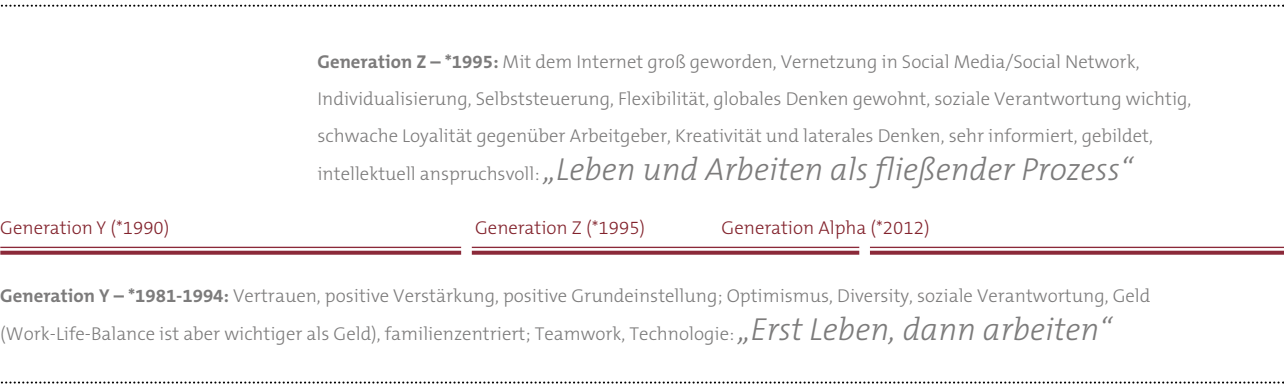 Generation Z – *1995: Mit dem Internet groß geworden, Vernetzung in Social Media/Social Network,
Individualisierung, Selbststeuerung, Flexibilität, globales Denken gewohnt, soziale Verantwortung wichtig,
schwache Loyalität gegenüber Arbeitgeber, Kreativität und laterales Denken, sehr informiert, gebildet,
intellektuell anspruchsvoll: „Leben und Arbeiten als fließender Prozess“
Generation Y (*1990) Generation Z (*1995) Generation Alpha (*2012)
Generation Y – *1981-1994: Vertrauen, positive Verstärkung, positive Grundeinstellung; Optimismus, Diversity, soziale Verantwortung, Geld
(Work-Life-Balance ist aber wichtiger als Geld), familienzentriert; Teamwork, Technologie: „Erst Leben, dann arbeiten“